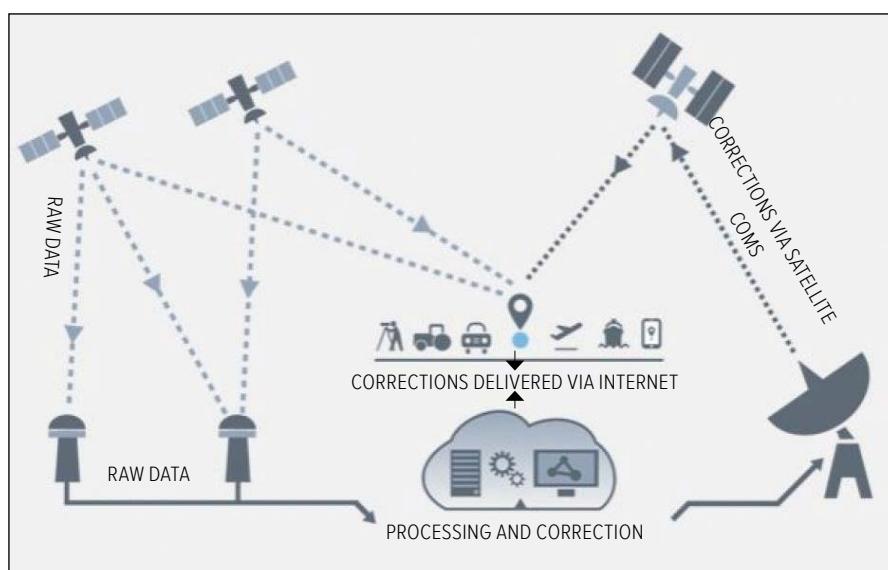 RAW DATA
CORRECTIONS VIA SATELLITE
COMS
CORRECTIONS DELIVERED VIA INTERNET
RAW DATA
PROCESSING AND CORRECTION